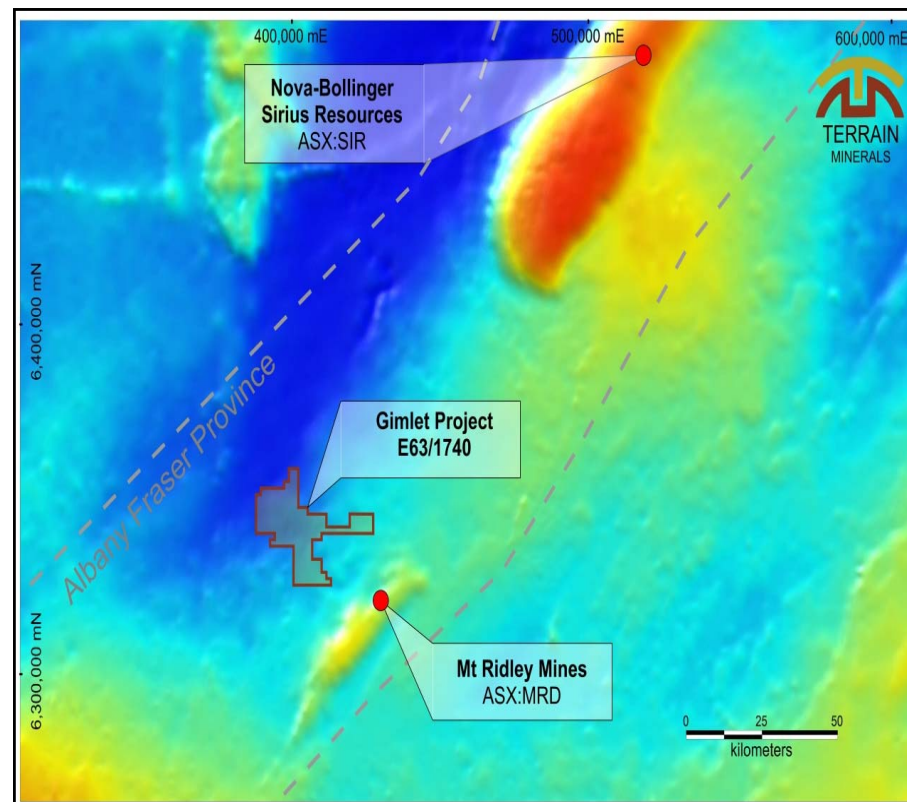 400,000 mE
500,000 mE
600,000 mE
Nova-Bollinger
Sirius Resources
ASX:SIR
TERRAIN
MINERALS
6,400,000 mN
Albany Fraser Province
Gimlet Project
E63/1740
6,300,000 mN
Mt Ridley Mines
ASX:MRD
0 25 50
kilometers